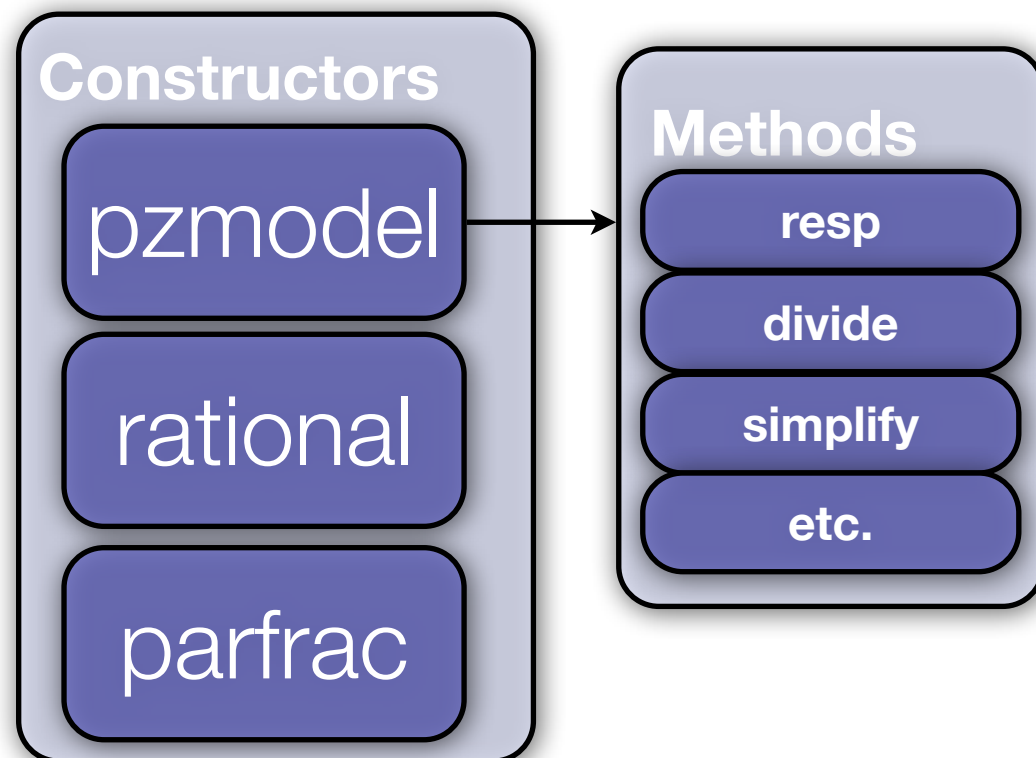 Constructors
pzmodel
rational
parfrac
Methods
resp
divide
simplify
etc.